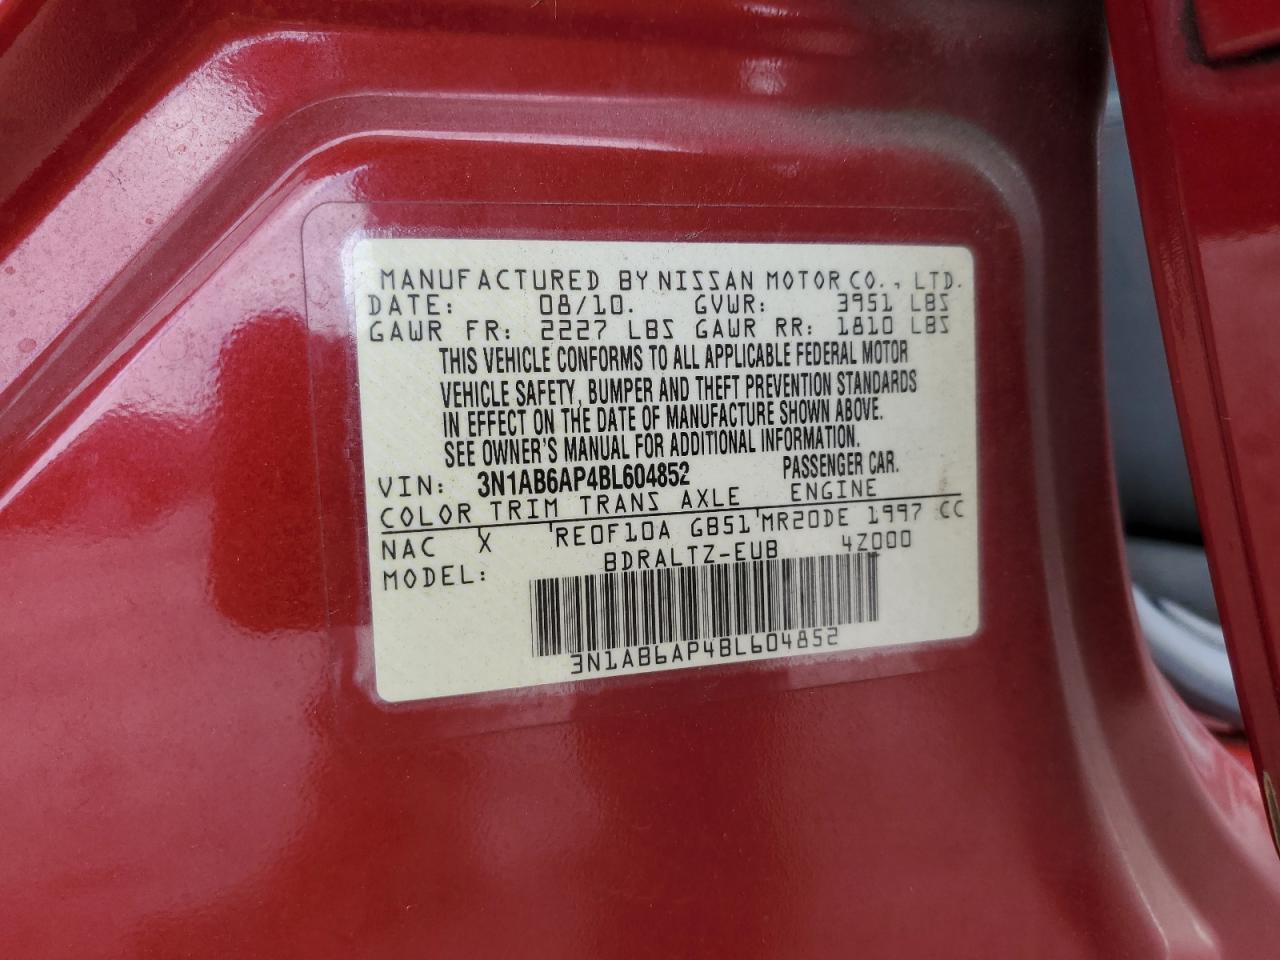 MANUFACTURED BY NISSAN MOTOR CO., LTD.
DATE: 08/10. GVWR: 3951 LBS
GAWR FR: 2227 LBS GAWR RR: 1810 LBS
THIS VEHICLE CONFORMS TO ALL APPLICABLE FEDERAL MOTOR
VEHICLE SAFETY, BUMPER AND THEFT PREVENTION STANDARDS
IN EFFECT ON THE DATE OF MANUFACTURE SHOWN ABOVE.
SEE OWNER'S MANUAL FOR ADDITIONAL INFORMATION.
VIN: 3N1AB6AP4BL604852 PASSENGER CAR.
COLOR TRIM TRANS AXLE ENGINE
NAC X RE0F10A GB51 MR20DE 1997 CC
MODEL: BDRALTZ-EUB 4Z000
3N1AB6AP4BL604852